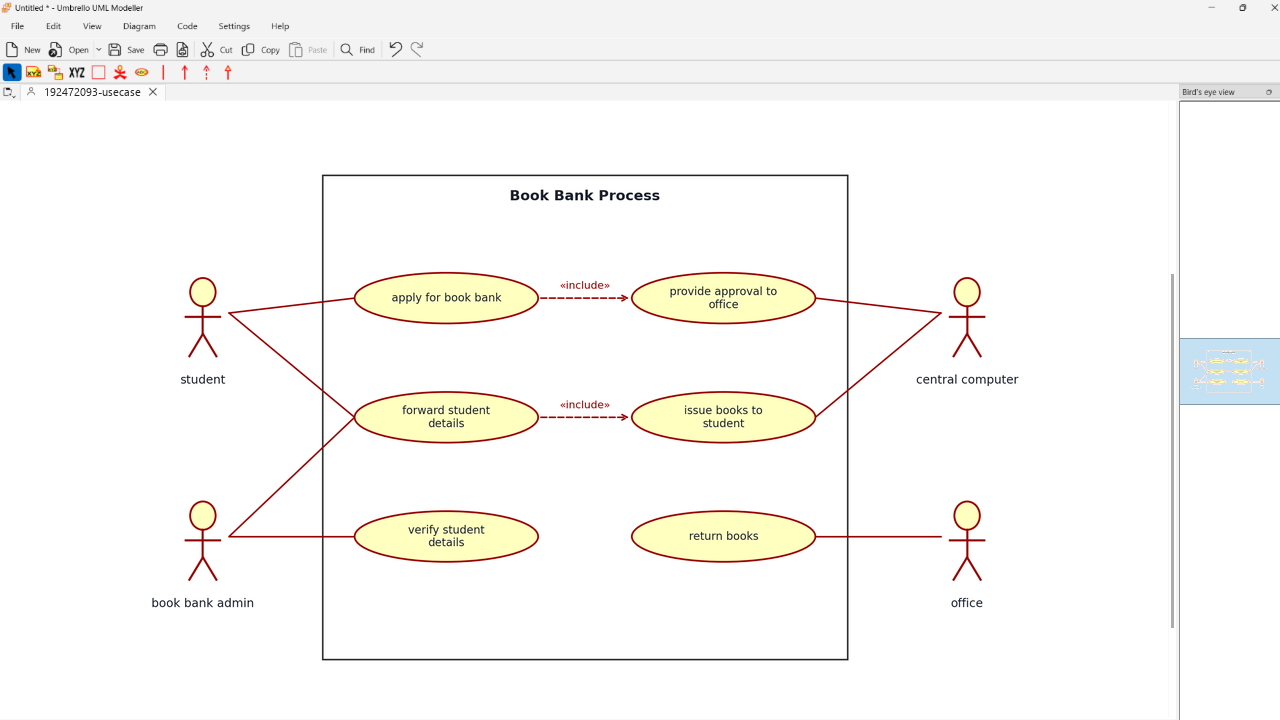 Untitled * - Umbrello UML Modeller
File Edit View Diagram Code Settings Help
New Open Save Cut Copy Paste Find
XYZ XYZ
192472093-usecase
Bird's eye view
Book Bank Process
apply for book bank
«include»
provide approval to
office
student
central computer
forward student
details
«include»
issue books to
student
verify student
details
return books
book bank admin
office